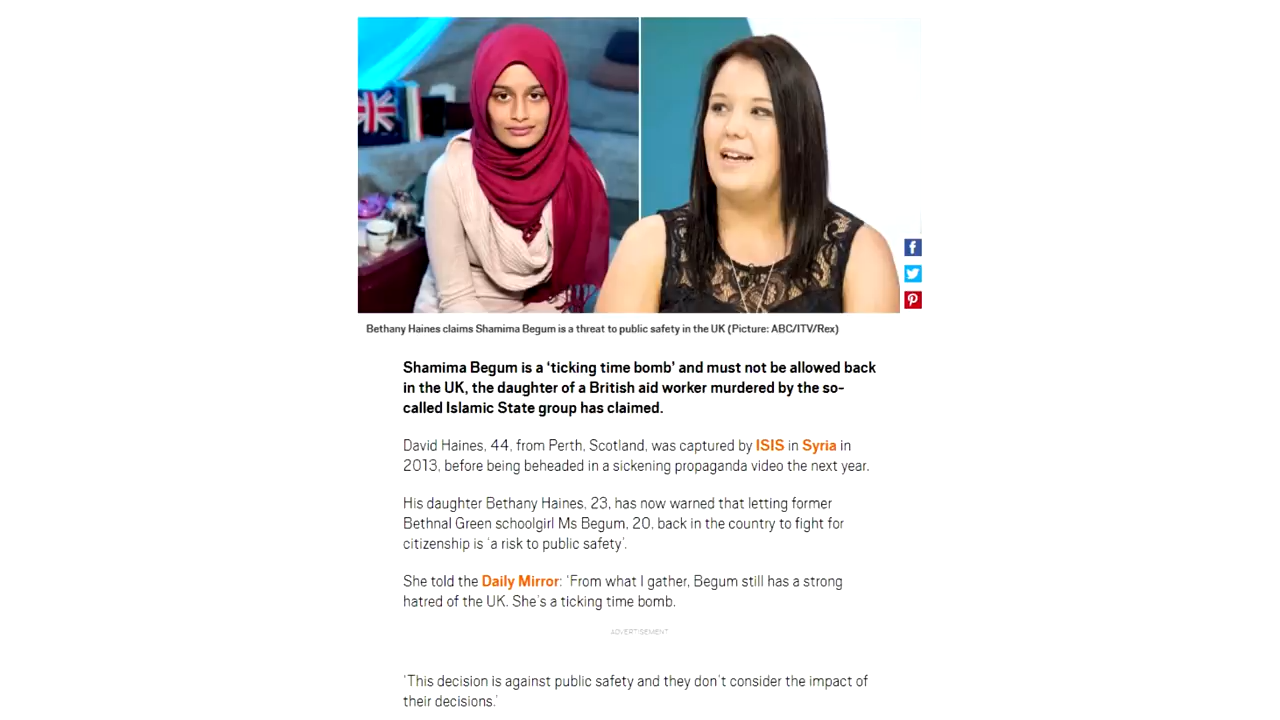 Bethany Haines claims Shamima Begum is a threat to public safety in the UK (Picture: ABC/ITV/Rex)
Shamima Begum is a ‘ticking time bomb’ and must not be allowed back
in the UK, the daughter of a British aid worker murdered by the so-
called Islamic State group has claimed.
David Haines, 44, from Perth, Scotland, was captured by ISIS in Syria in
2013, before being beheaded in a sickening propaganda video the next year.
His daughter Bethany Haines, 23, has now warned that letting former
Bethnal Green schoolgirl Ms Begum, 20, back in the country to fight for
citizenship is ‘a risk to public safety’.
She told the Daily Mirror: ‘From what I gather, Begum still has a strong
hatred of the UK. She’s a ticking time bomb.
ADVERTISEMENT
‘This decision is against public safety and they don’t consider the impact of
their decisions.’